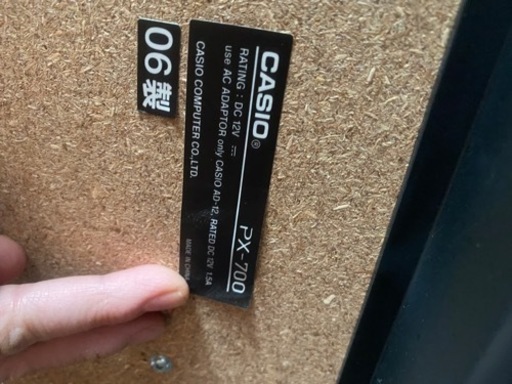 06製
CASIO®
PX-700
RATING : DC 12V ⎓
use AC ADAPTOR only CASIO AD-12, RATED DC 12V 1.5A
CASIO COMPUTER CO.,LTD.
MADE IN CHINA